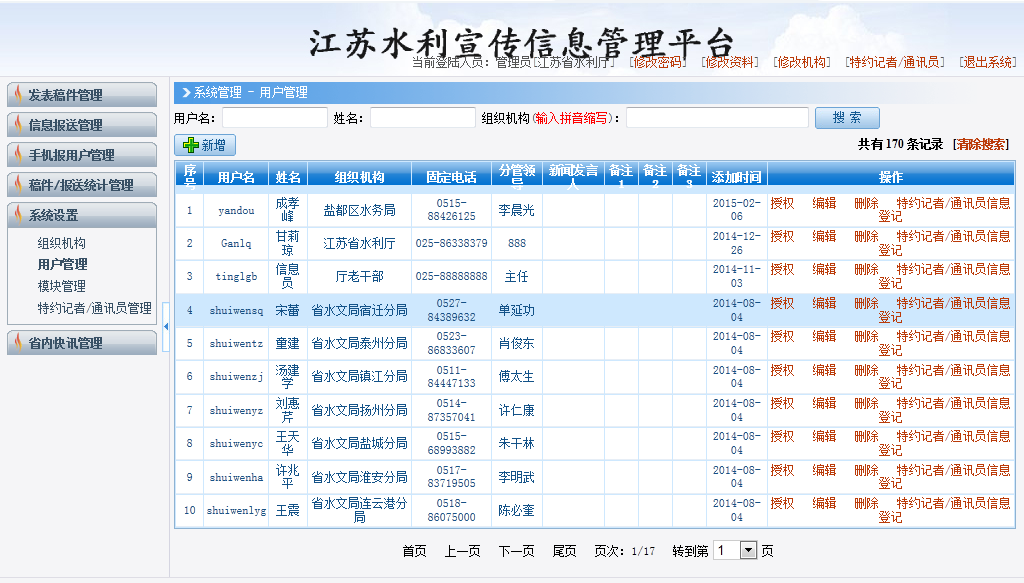 江苏水利宣传信息管理平台
当前登陆人员：管理员[江苏省水利厅] [修改密码] [修改资料] [修改机构] [特约记者/通讯员] [退出系统]
发表稿件管理
信息报送管理
手机报用户管理
稿件/报送统计管理
系统设置
组织机构
用户管理
模块管理
特约记者/通讯员管理
省内快讯管理
系统管理 - 用户管理
用户名： 姓名： 组织机构(输入拼音缩写)： 搜 索
新增 共有170条记录 [清除搜索]
序号 用户名 姓名 组织机构 固定电话 分管领导 新闻发言人 备注1 备注2 备注3 添加时间 操作
1 yandou 成孝峰 盐都区水务局 0515-88426125 李晨光 2015-02-06 授权 编辑 删除 特约记者/通讯员信息登记
2 Ganlq 甘莉琼 江苏省水利厅 025-86338379 888 2014-12-26 授权 编辑 删除 特约记者/通讯员信息登记
3 tinglgb 信息员 厅老干部 025-88888888 主任 2014-11-03 授权 编辑 删除 特约记者/通讯员信息登记
4 shuiwensq 宋蕾 省水文局宿迁分局 0527-84389632 单延功 2014-08-04 授权 编辑 删除 特约记者/通讯员信息登记
5 shuiwentz 童建 省水文局泰州分局 0523-86833607 肖俊东 2014-08-04 授权 编辑 删除 特约记者/通讯员信息登记
6 shuiwenzj 汤建学 省水文局镇江分局 0511-84447133 傅太生 2014-08-04 授权 编辑 删除 特约记者/通讯员信息登记
7 shuiwenyz 刘惠芹 省水文局扬州分局 0514-87357041 许仁康 2014-08-04 授权 编辑 删除 特约记者/通讯员信息登记
8 shuiwenyc 王天华 省水文局盐城分局 0515-68993882 朱干林 2014-08-04 授权 编辑 删除 特约记者/通讯员信息登记
9 shuiwenha 许兆平 省水文局淮安分局 0517-83719505 李明武 2014-08-04 授权 编辑 删除 特约记者/通讯员信息登记
10 shuiwenlyg 王震 省水文局连云港分局 0518-86075000 陈必奎 2014-08-04 授权 编辑 删除 特约记者/通讯员信息登记
首页 上一页 下一页 尾页 页次：1/17 转到第 1 页